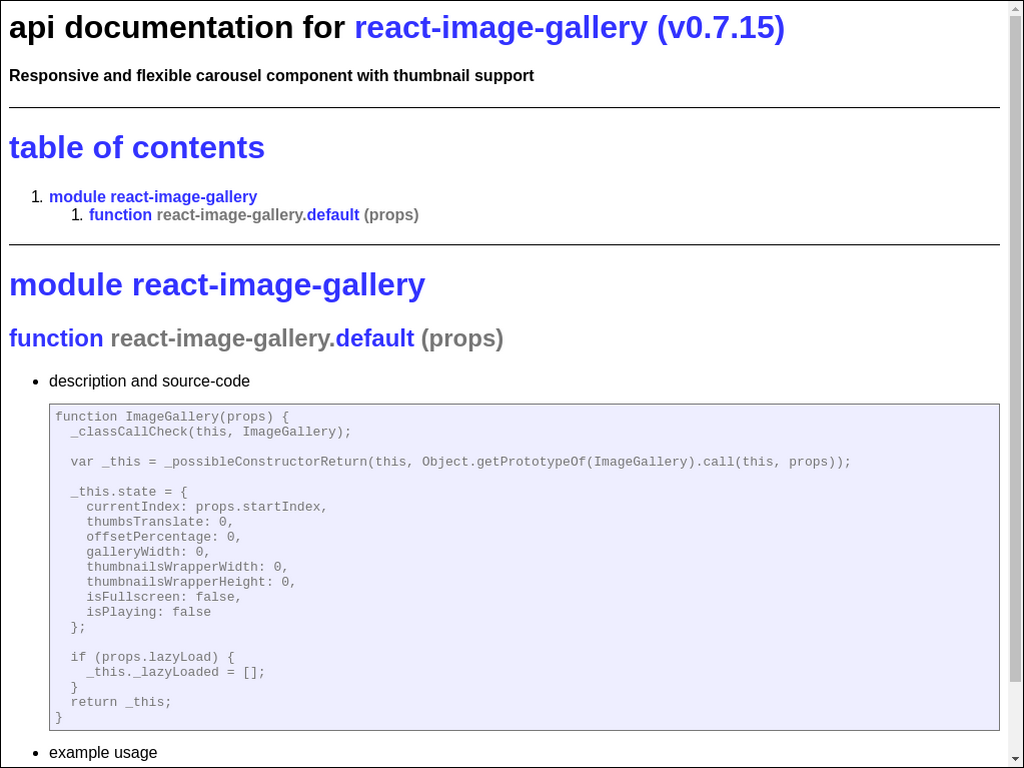 api documentation for react-image-gallery (v0.7.15)
Responsive and flexible carousel component with thumbnail support
table of contents
1. module react-image-gallery
1. function react-image-gallery.default (props)
module react-image-gallery
function react-image-gallery.default (props)
• description and source-code
function ImageGallery(props) {
  _classCallCheck(this, ImageGallery);

  var _this = _possibleConstructorReturn(this, Object.getPrototypeOf(ImageGallery).call(this, props));

  _this.state = {
    currentIndex: props.startIndex,
    thumbsTranslate: 0,
    offsetPercentage: 0,
    galleryWidth: 0,
    thumbnailsWrapperWidth: 0,
    thumbnailsWrapperHeight: 0,
    isFullscreen: false,
    isPlaying: false
  };

  if (props.lazyLoad) {
    _this._lazyLoaded = [];
  }
  return _this;
}
• example usage